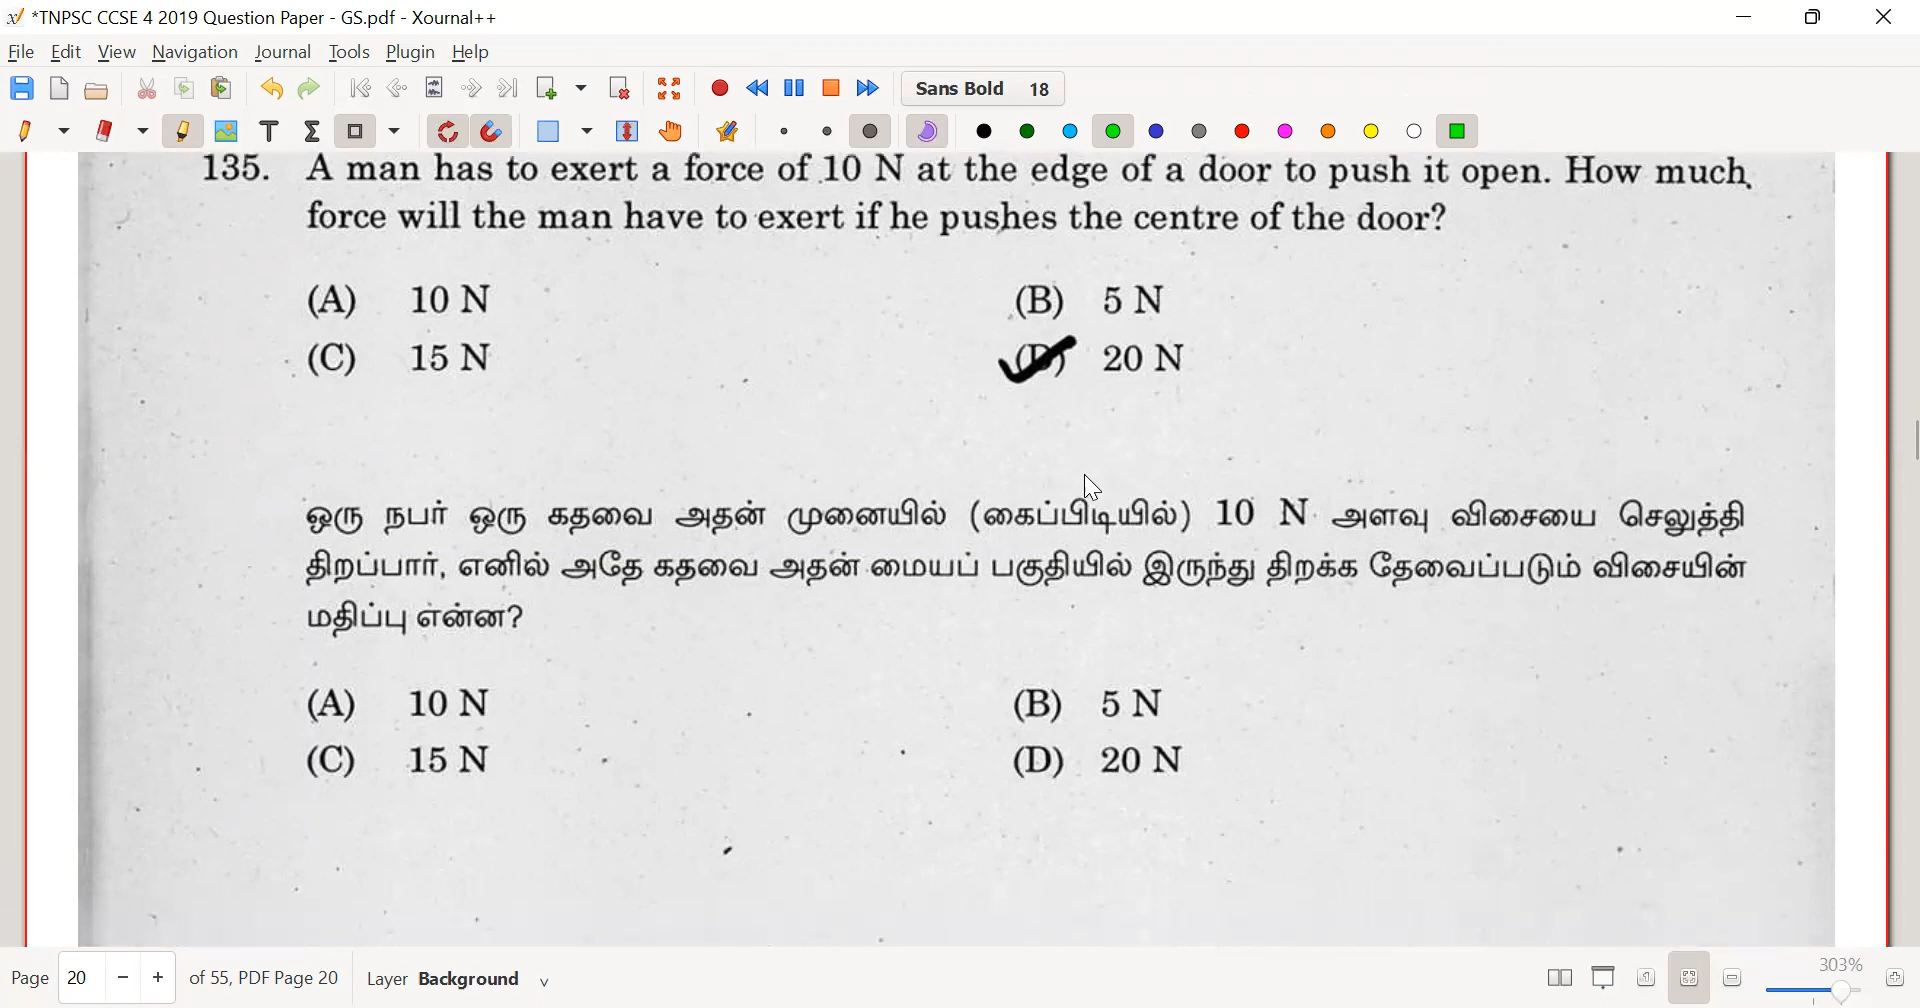 *TNPSC CCSE 4 2019 Question Paper - GS.pdf - Xournal++
File Edit View Navigation Journal Tools Plugin Help
Sans Bold 18
135. A man has to exert a force of 10 N at the edge of a door to push it open. How much
force will the man have to exert if he pushes the centre of the door?
(A) 10 N (B) 5 N
(C) 15 N (D) 20 N
ஒரு நபர் ஒரு கதவை அதன் முனையில் (கைப்பிடியில்) 10 N அளவு விசையை செலுத்தி
திறப்பார், எனில் அதே கதவை அதன் மையப் பகுதியில் இருந்து திறக்க தேவைப்படும் விசையின்
மதிப்பு என்ன?
(A) 10 N (B) 5 N
(C) 15 N (D) 20 N
Page 20 of 55, PDF Page 20 Layer Background 303%